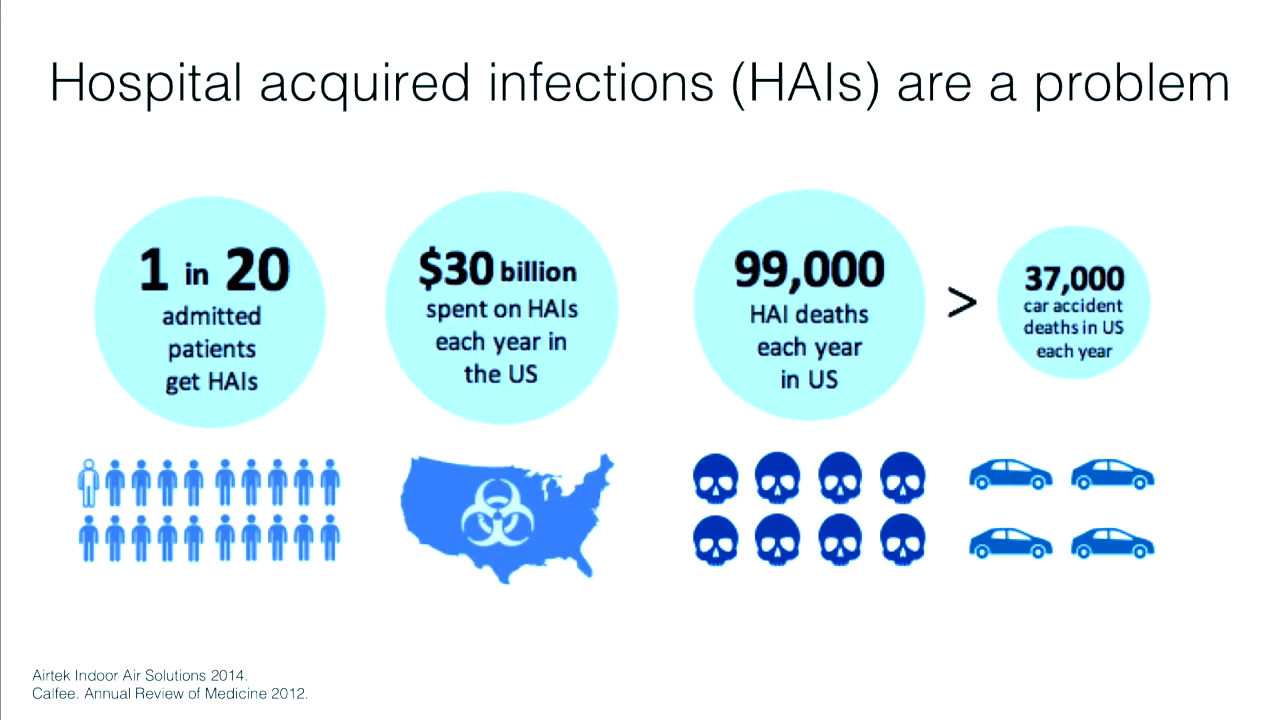 Hospital acquired infections (HAIs) are a problem
1 in 20
admitted
patients
get HAIs
$30 billion
spent on HAIs
each year in
the US
99,000
HAI deaths
each year
in US
>
37,000
car accident
deaths in US
each year
Airtek Indoor Air Solutions 2014.
Calfee. Annual Review of Medicine 2012.